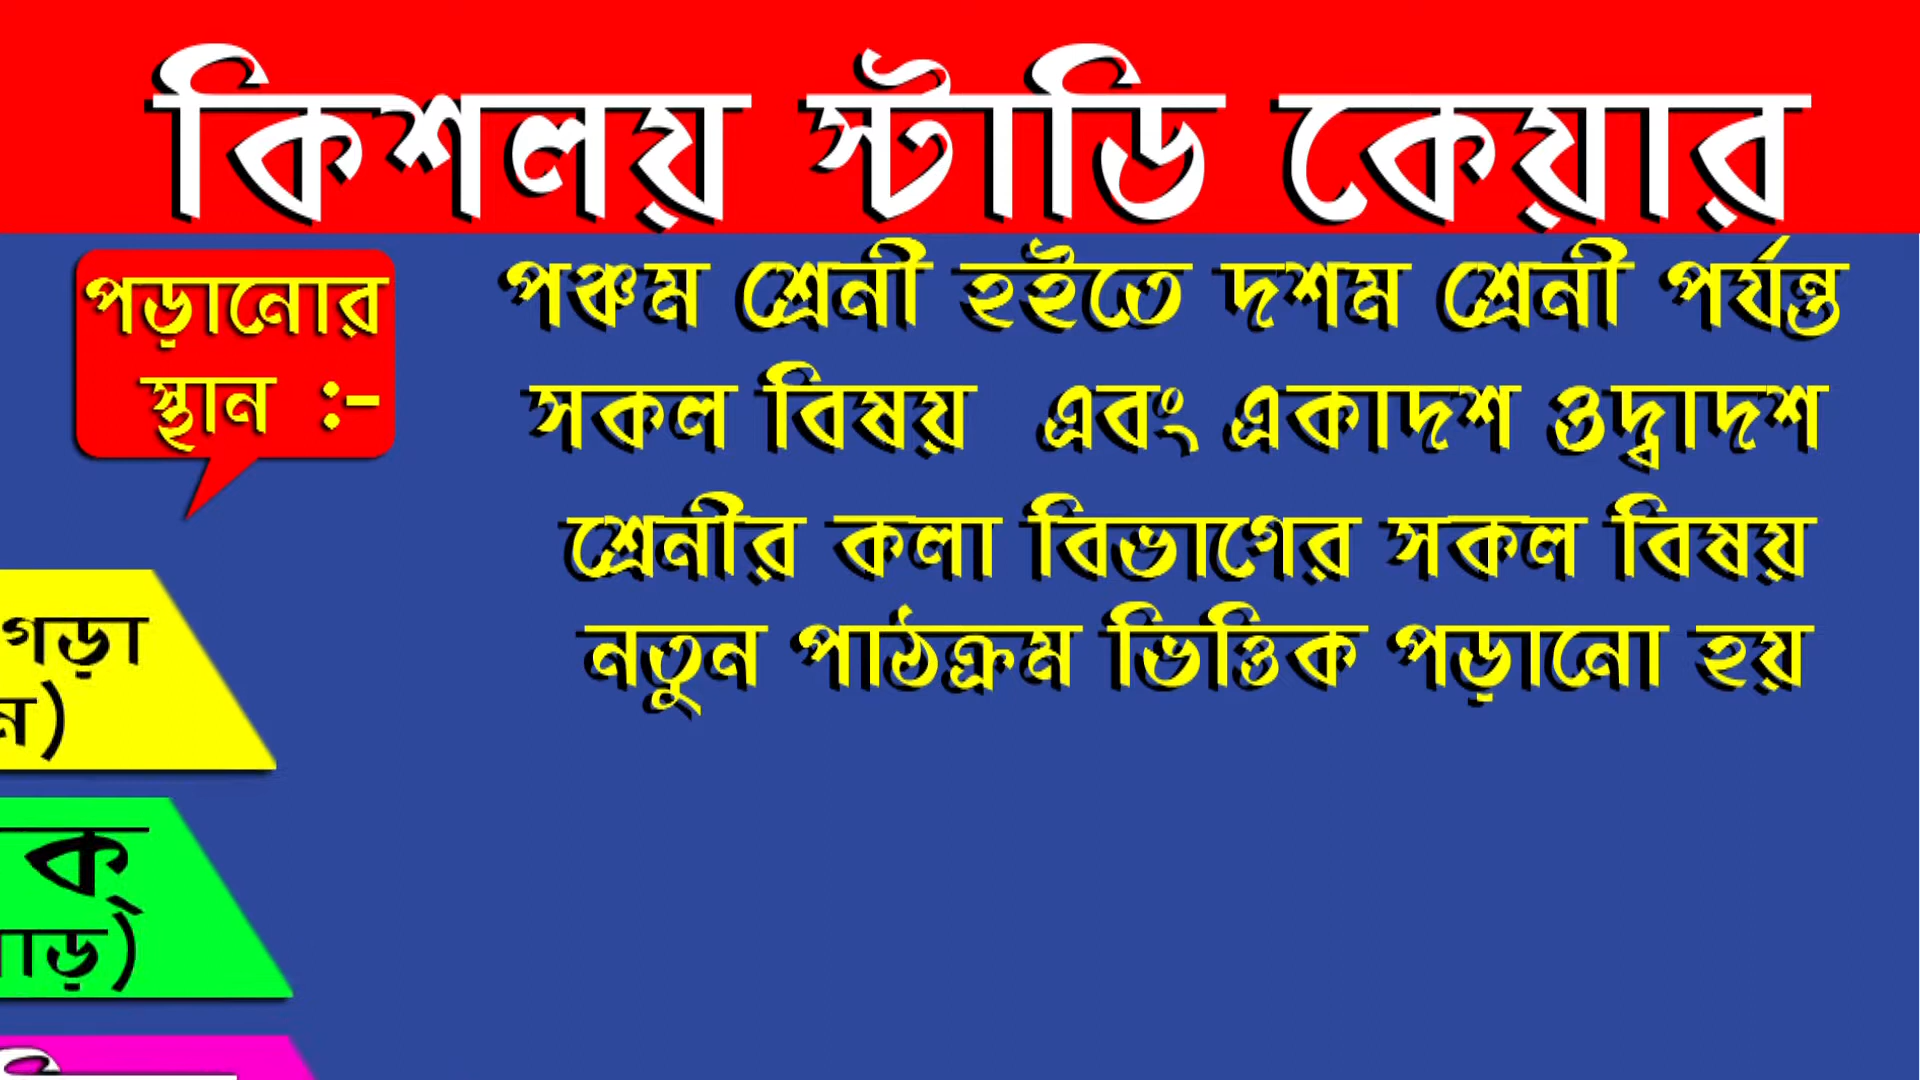 কিশলয় স্টাডি কেয়ার
পড়ানোর
স্থান :-
পঞ্চম শ্রেনী হইতে দশম শ্রেনী পর্যন্ত
সকল বিষয় এবং একাদশ ওদ্বাদশ
শ্রেনীর কলা বিভাগের সকল বিষয়
নতুন পাঠক্রম ভিত্তিক পড়ানো হয়